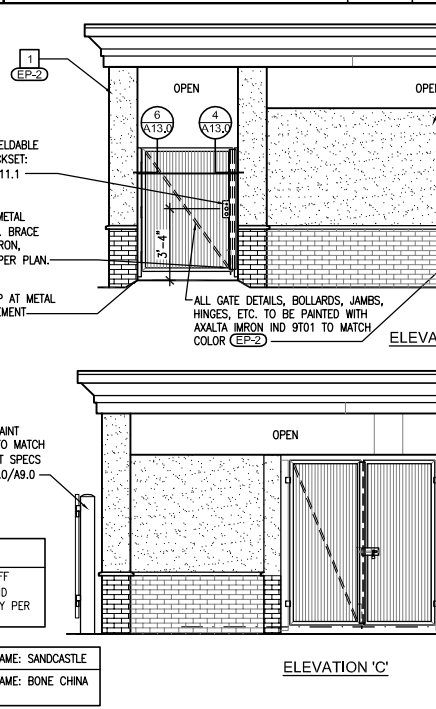 1
EP-2
OPEN
OPE
6
A13.0
4
A13.0
ELDABLE
CKSET:
11.1
METAL
BRACE
RON,
PER PLAN.
3'-4"
P AT METAL
EMENT
ALL GATE DETAILS, BOLLARDS, JAMBS,
HINGES, ETC. TO BE PAINTED WITH
AXALTA IMRON IND 9T01 TO MATCH
COLOR EP-2
ELEVA
OPEN
AINT
TO MATCH
T SPECS
.0/A9.0
FF
D
Y PER
AME: SANDCASTLE
AME: BONE CHINA
ELEVATION 'C'